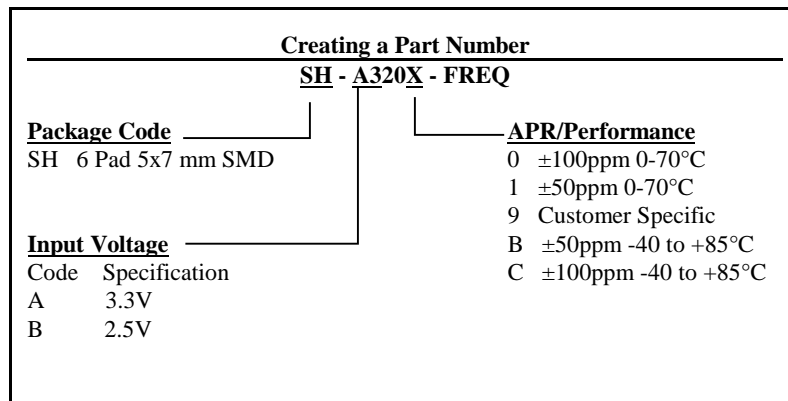 Creating a Part Number
SH - A320X - FREQ
Package Code
SH 6 Pad 5x7 mm SMD
Input Voltage
Code Specification
A 3.3V
B 2.5V
APR/Performance
0 ±100ppm 0-70°C
1 ±50ppm 0-70°C
9 Customer Specific
B ±50ppm -40 to +85°C
C ±100ppm -40 to +85°C